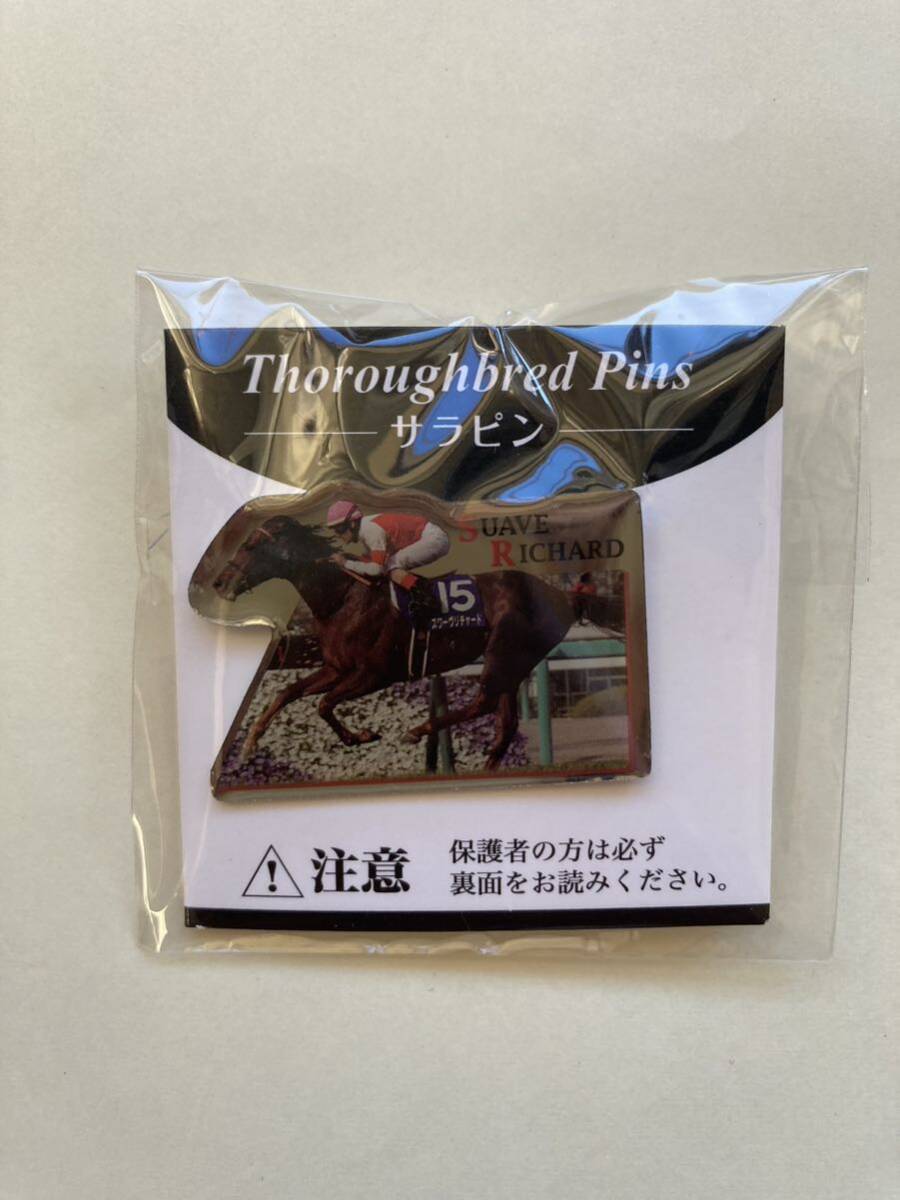 Thoroughbred Pins
サラピン
SUAVE
RICHARD
15
スワーヴリチャード
注意
保護者の方は必ず
裏面をお読みください。